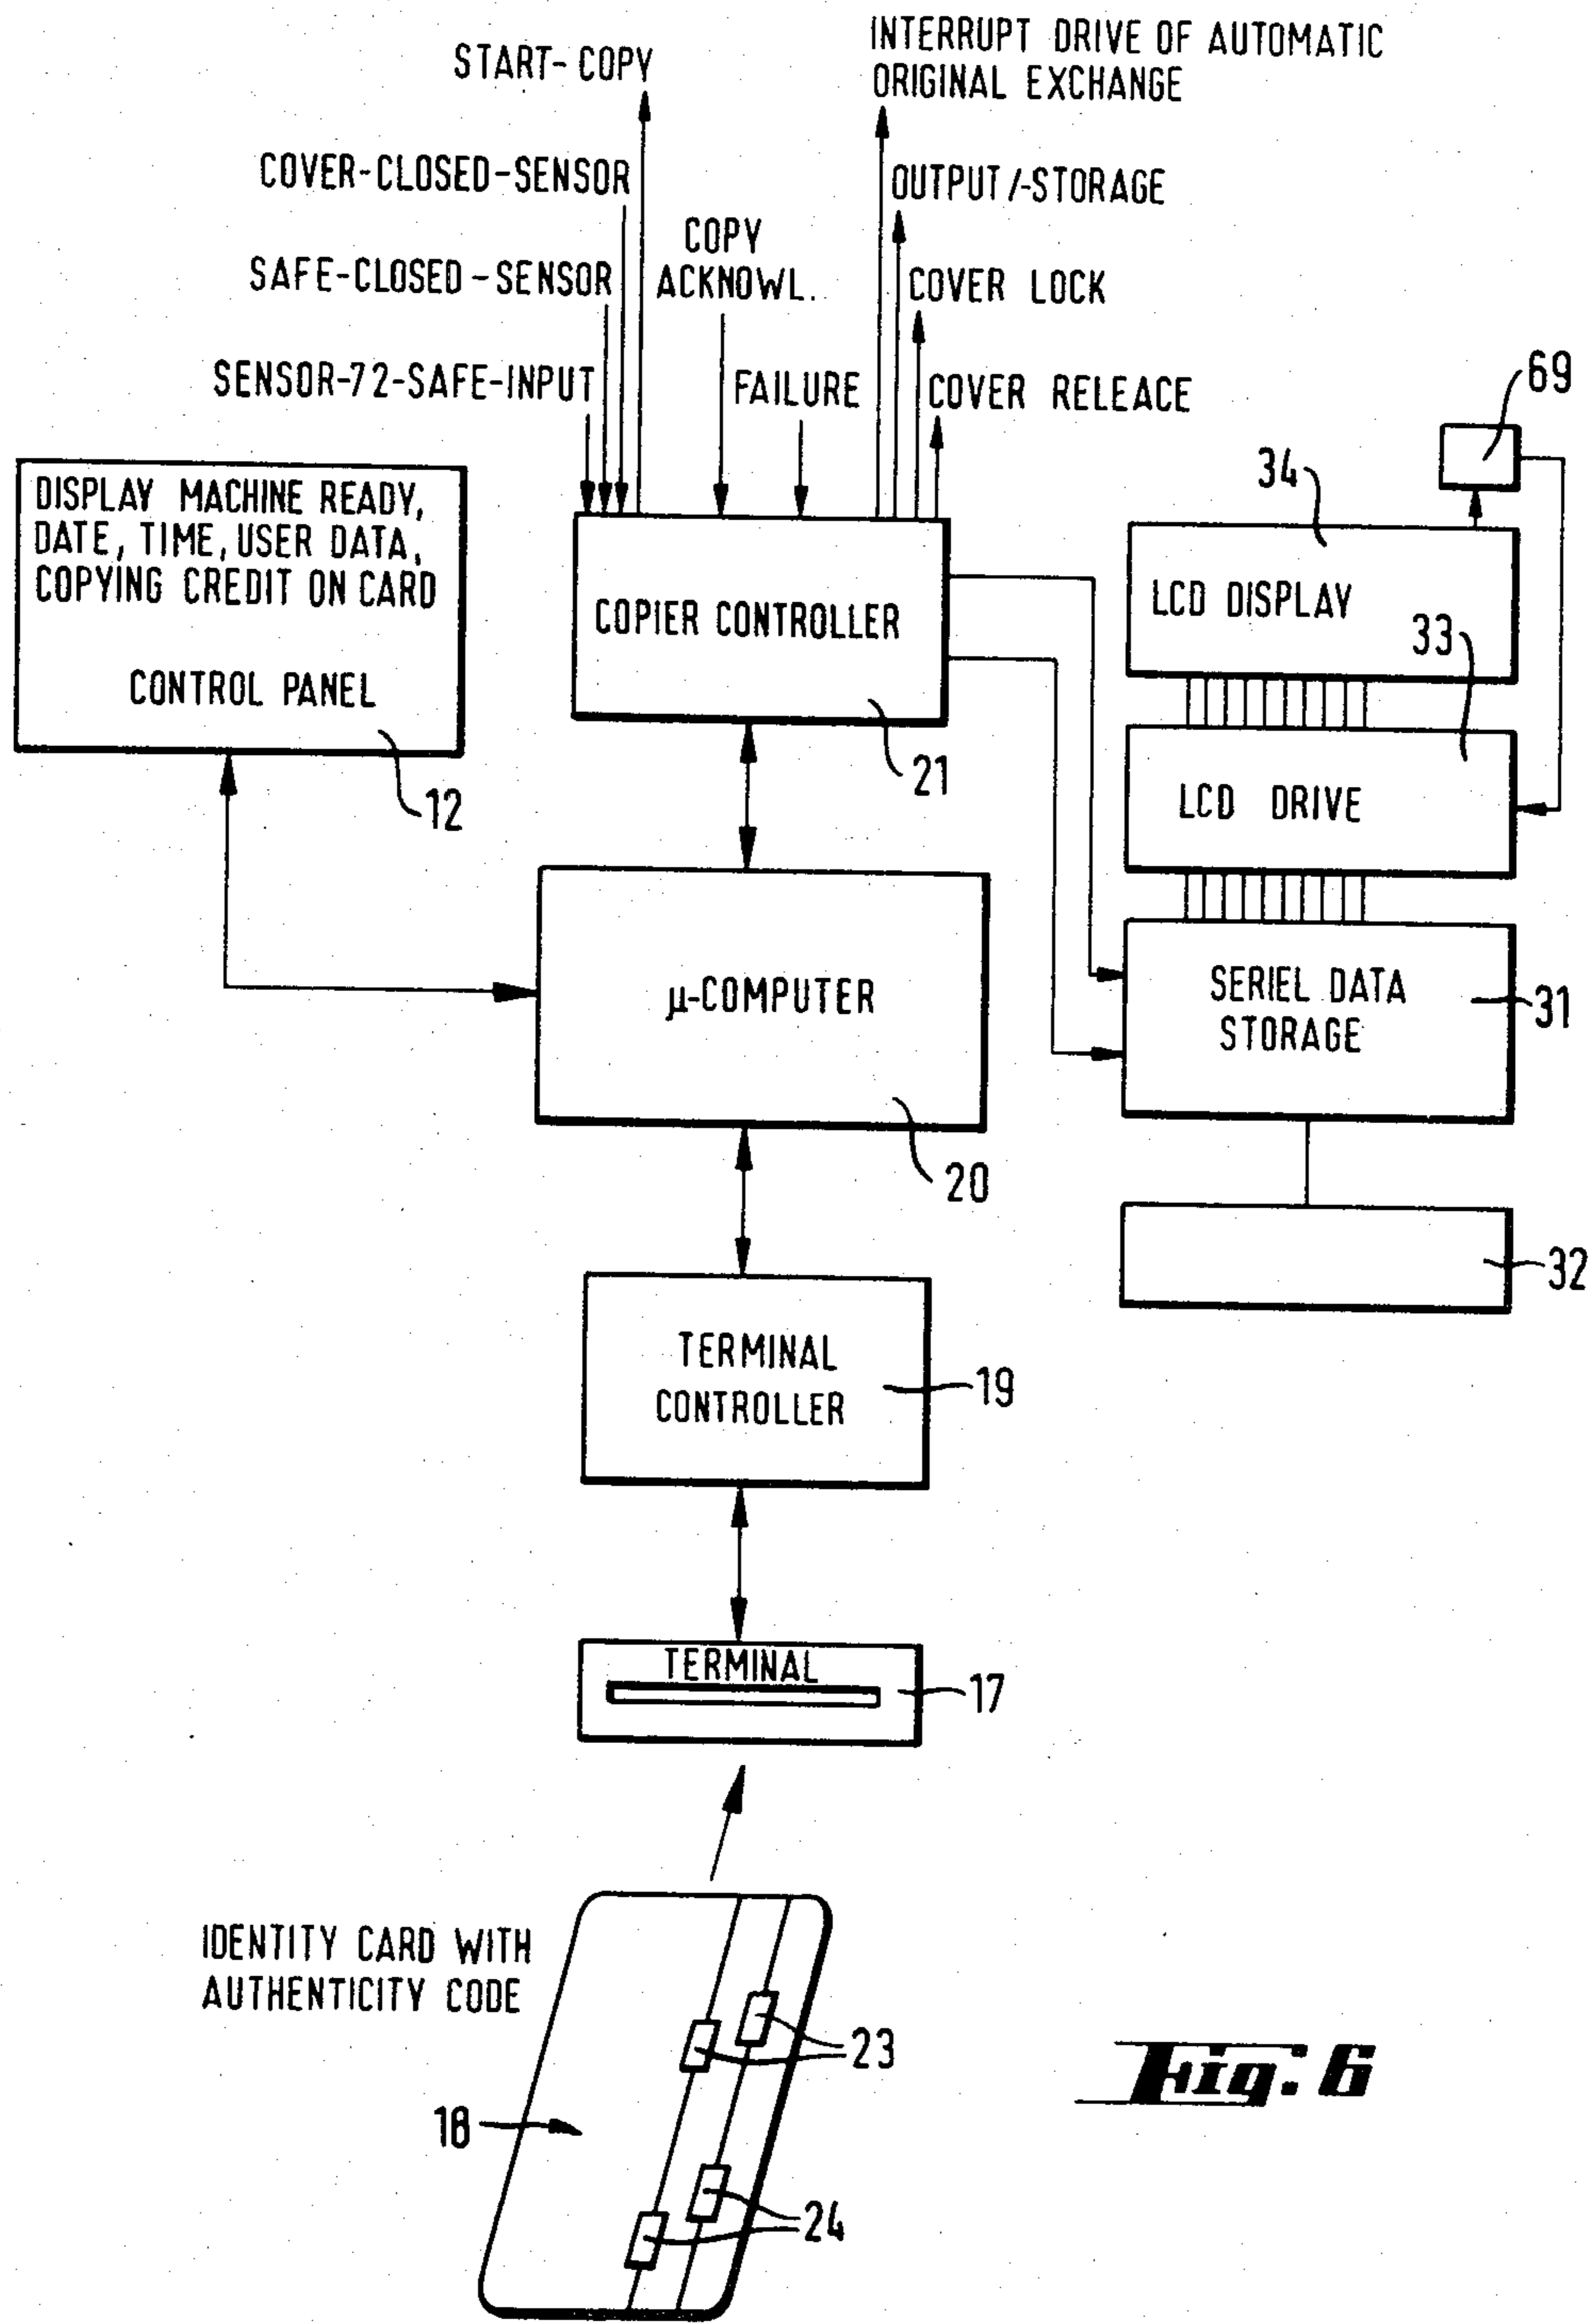 START-COPY
INTERRUPT DRIVE OF AUTOMATIC
ORIGINAL EXCHANGE
COVER-CLOSED-SENSOR
OUTPUT/-STORAGE
COPY
ACKNOWL.
SAFE-CLOSED-SENSOR
COVER LOCK
SENSOR-72-SAFE-INPUT
FAILURE
COVER RELEACE
69
34
DISPLAY MACHINE READY,
DATE, TIME, USER DATA,
COPYING CREDIT ON CARD
CONTROL PANEL
12
COPIER CONTROLLER
21
LCD DISPLAY
33
LCD DRIVE
µ-COMPUTER
20
SERIEL DATA
STORAGE
31
32
TERMINAL
CONTROLLER
19
TERMINAL
17
IDENTITY CARD WITH
AUTHENTICITY CODE
23
18
24
Fig. 6